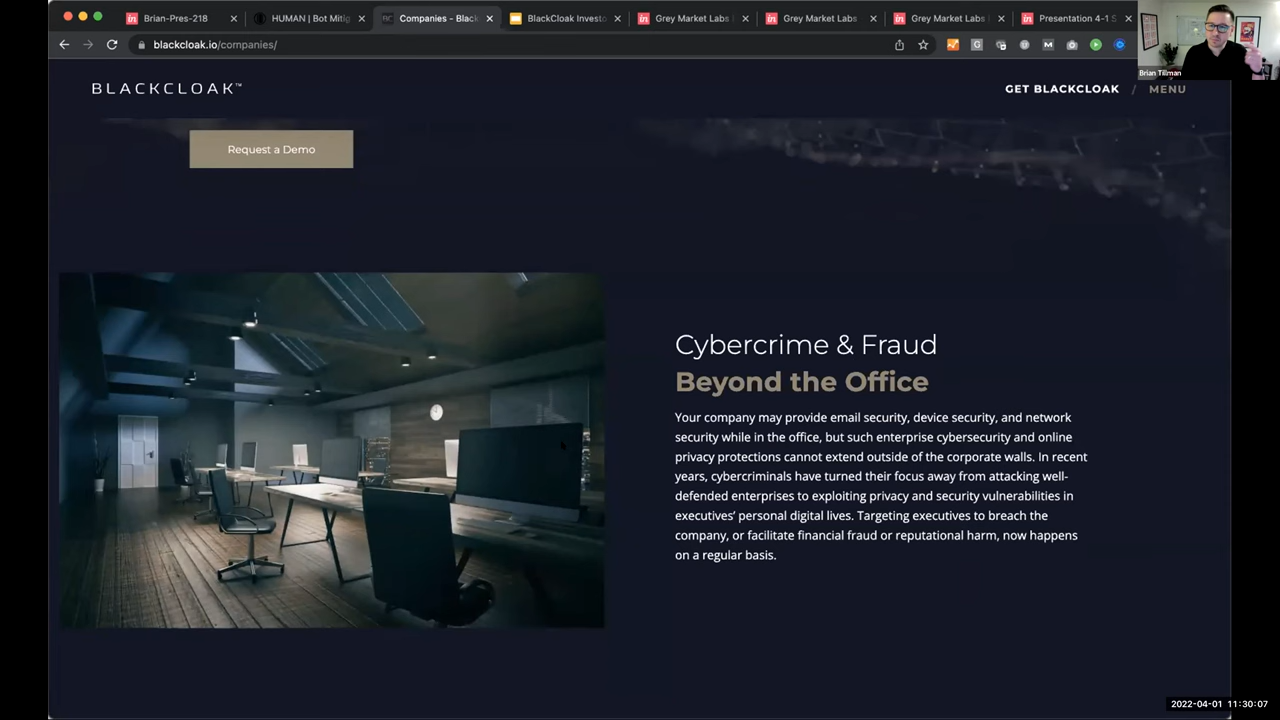 Brian-Pres-218
HUMAN | Bot Mitig
Companies - Black
BlackCloak Investo
Grey Market Labs
Grey Market Labs
Grey Market Labs
Presentation 4-1 S
blackcloak.io/companies/
Brian Tillman
BLACKCLOAK™
GET BLACKCLOAK / MENU
Request a Demo
Cybercrime & Fraud
Beyond the Office
Your company may provide email security, device security, and network
security while in the office, but such enterprise cybersecurity and online
privacy protections cannot extend outside of the corporate walls. In recent
years, cybercriminals have turned their focus away from attacking well-
defended enterprises to exploiting privacy and security vulnerabilities in
executives' personal digital lives. Targeting executives to breach the
company, or facilitate financial fraud or reputational harm, now happens
on a regular basis.
2022-04-01 11:30:07